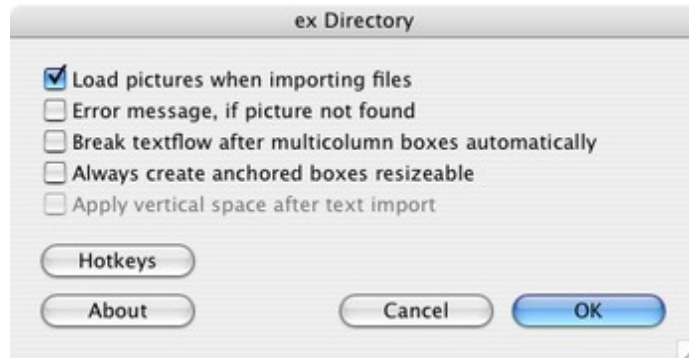 ex Directory
Load pictures when importing files
Error message, if picture not found
Break textflow after multicolumn boxes automatically
Always create anchored boxes resizeable
Apply vertical space after text import
Hotkeys
About Cancel OK